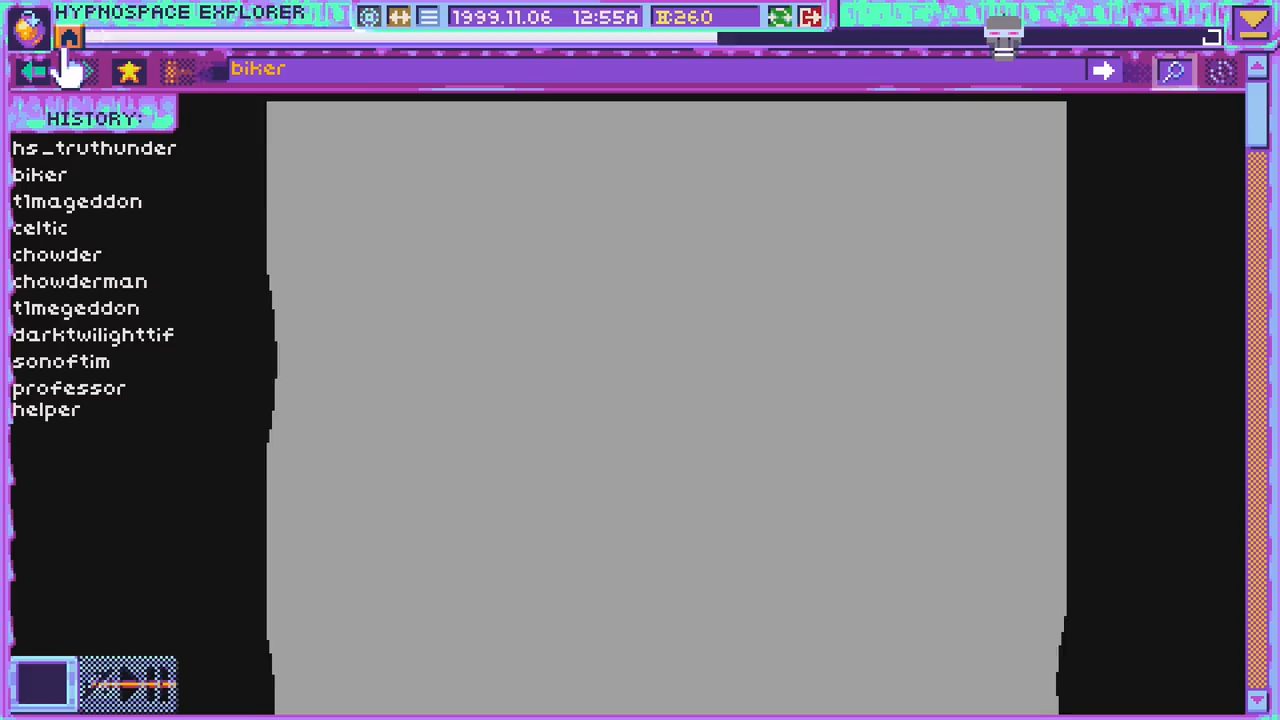 HYPNOSPACE EXPLORER
1999.11.06 12:55A
260
biker
HISTORY:
hs_truthunder
biker
t1mageddon
celtic
chowder
chowderman
t1megeddon
darktwilighttif
sonoftim
professor
helper